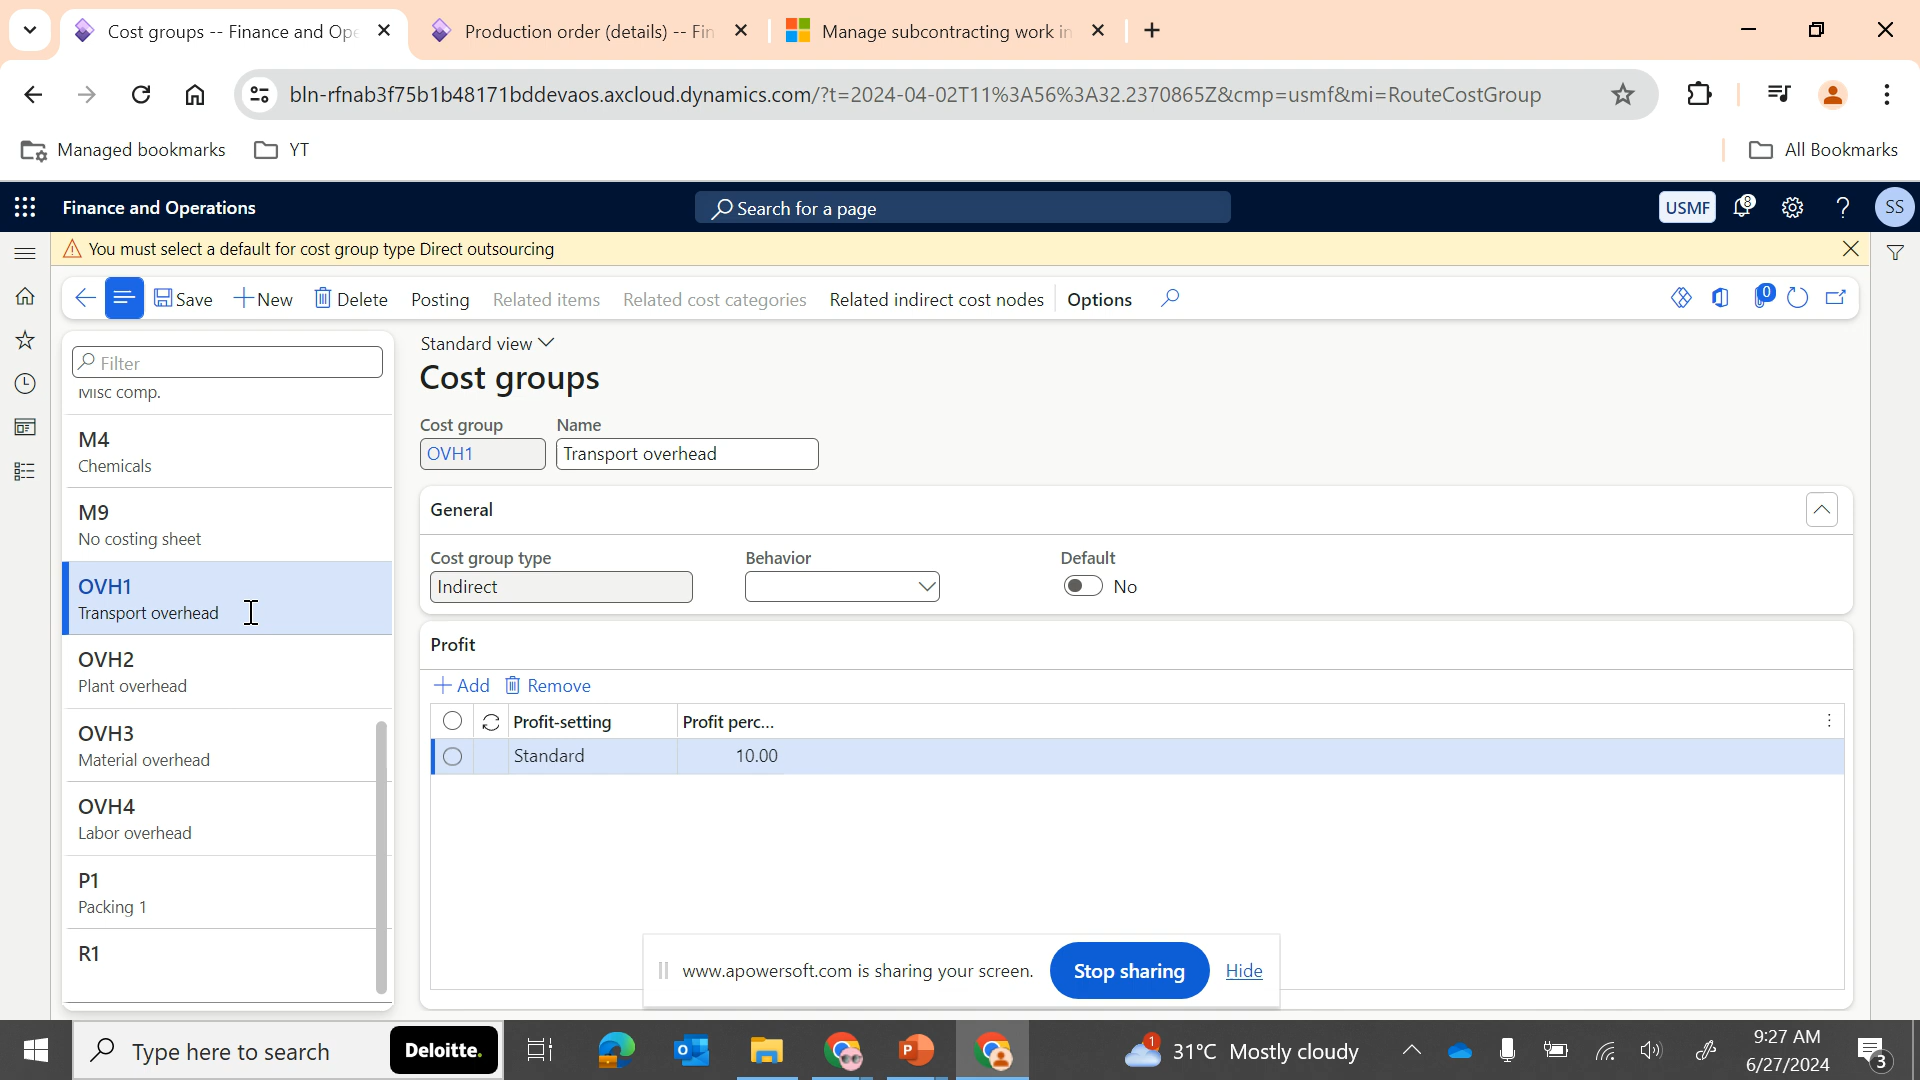 Cost groups -- Finance and Ope
Production order (details) -- Fin
Manage subcontracting work in
bln-rfnab3f75b1b48171bddevaos.axcloud.dynamics.com/?t=2024-04-02T11%3A56%3A32.2370865Z&cmp=usmf&mi=RouteCostGroup
Managed bookmarks
YT
All Bookmarks
Finance and Operations
Search for a page
USMF
8
?
SS
You must select a default for cost group type Direct outsourcing
Save
New
Delete
Posting
Related items
Related cost categories
Related indirect cost nodes
Options
0
Filter
Misc comp.
M4
Chemicals
M9
No costing sheet
OVH1
Transport overhead
OVH2
Plant overhead
OVH3
Material overhead
OVH4
Labor overhead
P1
Packing 1
R1
Standard view
Cost groups
Cost group Name
OVH1 Transport overhead
General
Cost group type Behavior Default
Indirect No
Profit
Add Remove
Profit-setting Profit perc...
Standard 10.00
www.apowersoft.com is sharing your screen.
Stop sharing
Hide
Type here to search
Deloitte.
1
31°C Mostly cloudy
9:27 AM
6/27/2024
3